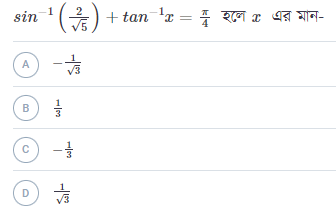 sin⁻¹(2/√5) + tan⁻¹x = π/4 হলে x এর মান-
A -1/√3
B 1/3
C -1/3
D 1/√3